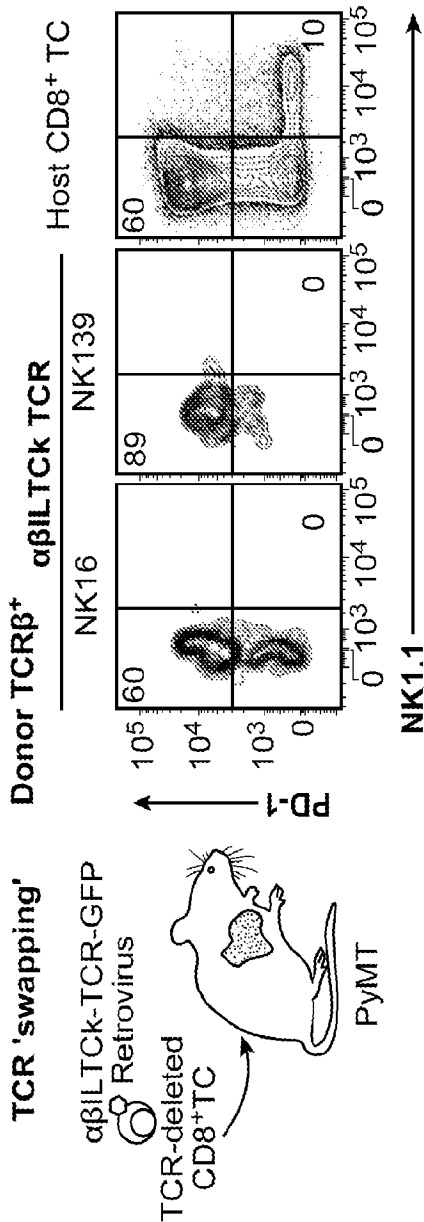 TCR 'swapping'
αβILTCk-TCR-GFP
Retrovirus
TCR-deleted
CD8⁺TC
PyMT
Donor TCRβ⁺
αβILTCk TCR
NK16
NK139
Host CD8⁺ TC
PD-1
10⁵
10⁴
10³
0
60
0
89
0
60
10
0 10³ 10⁴ 10⁵
0 10³ 10⁴ 10⁵
0 10³ 10⁴ 10⁵
NK1.1